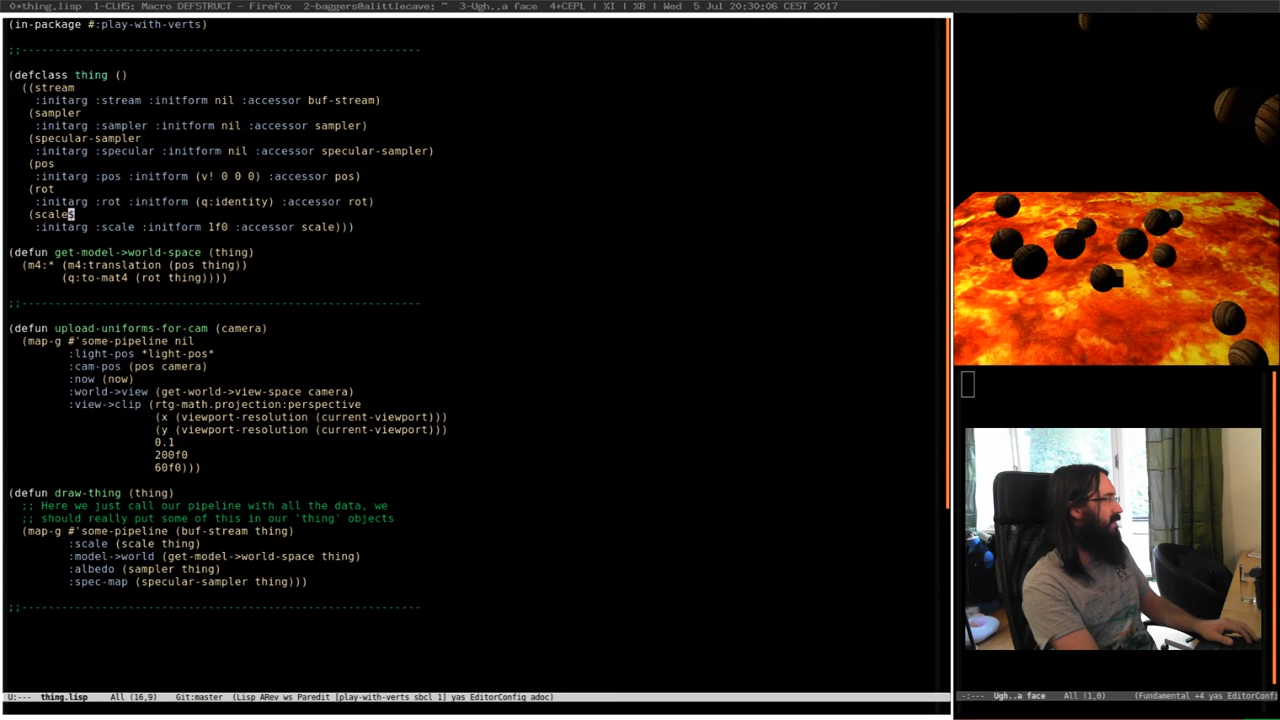 0*thing.lisp  1-CLHS: Macro DEFSTRUCT - Firefox  2-baggers@alittlecave: ~  3-Ugh..a face  4+CEPL | %I | %B | Wed  5 Jul 20:30:06 CEST 2017
(in-package #:play-with-verts)
;;------------------------------------------------------------
(defclass thing ()
  ((stream
    :initarg :stream :initform nil :accessor buf-stream)
   (sampler
    :initarg :sampler :initform nil :accessor sampler)
   (specular-sampler
    :initarg :specular :initform nil :accessor specular-sampler)
   (pos
    :initarg :pos :initform (v! 0 0 0) :accessor pos)
   (rot
    :initarg :rot :initform (q:identity) :accessor rot)
   (scales
    :initarg :scale :initform 1f0 :accessor scale)))
(defun get-model->world-space (thing)
  (m4:* (m4:translation (pos thing))
        (q:to-mat4 (rot thing))))
;;------------------------------------------------------------
(defun upload-uniforms-for-cam (camera)
  (map-g #'some-pipeline nil
         :light-pos *light-pos*
         :cam-pos (pos camera)
         :now (now)
         :world->view (get-world->view-space camera)
         :view->clip (rtg-math.projection:perspective
                      (x (viewport-resolution (current-viewport)))
                      (y (viewport-resolution (current-viewport)))
                      0.1
                      200f0
                      60f0)))
(defun draw-thing (thing)
  ;; Here we just call our pipeline with all the data, we
  ;; should really put some of this in our 'thing' objects
  (map-g #'some-pipeline (buf-stream thing)
         :scale (scale thing)
         :model->world (get-model->world-space thing)
         :albedo (sampler thing)
         :spec-map (specular-sampler thing)))
;;------------------------------------------------------------
U:---  thing.lisp     All (16,9)    Git:master  (Lisp ARev ws Paredit [play-with-verts sbcl 1] yas EditorConfig adoc)
-:---  Ugh..a face    All (1,0)     (Fundamental +4 yas EditorConfi